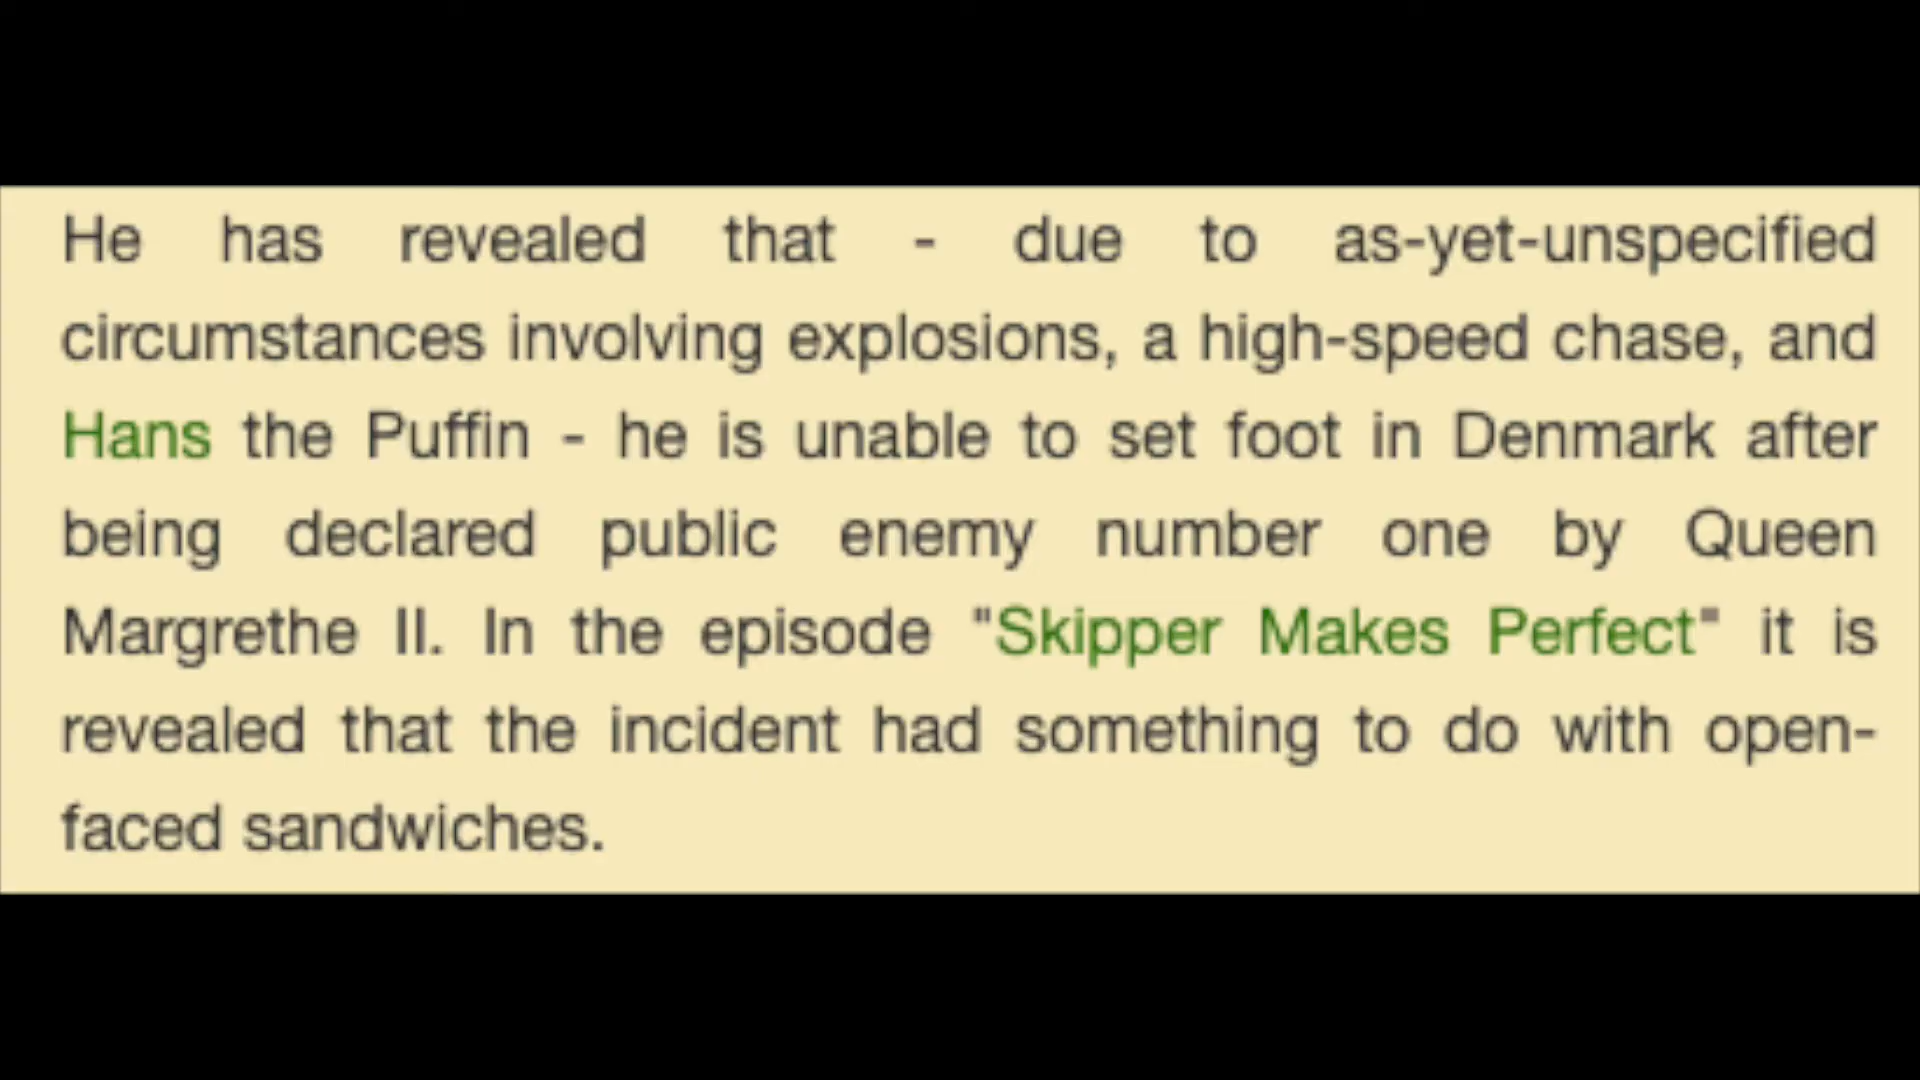 He has revealed that - due to as-yet-unspecified
circumstances involving explosions, a high-speed chase, and
Hans the Puffin - he is unable to set foot in Denmark after
being declared public enemy number one by Queen
Margrethe II. In the episode "Skipper Makes Perfect" it is
revealed that the incident had something to do with open-
faced sandwiches.